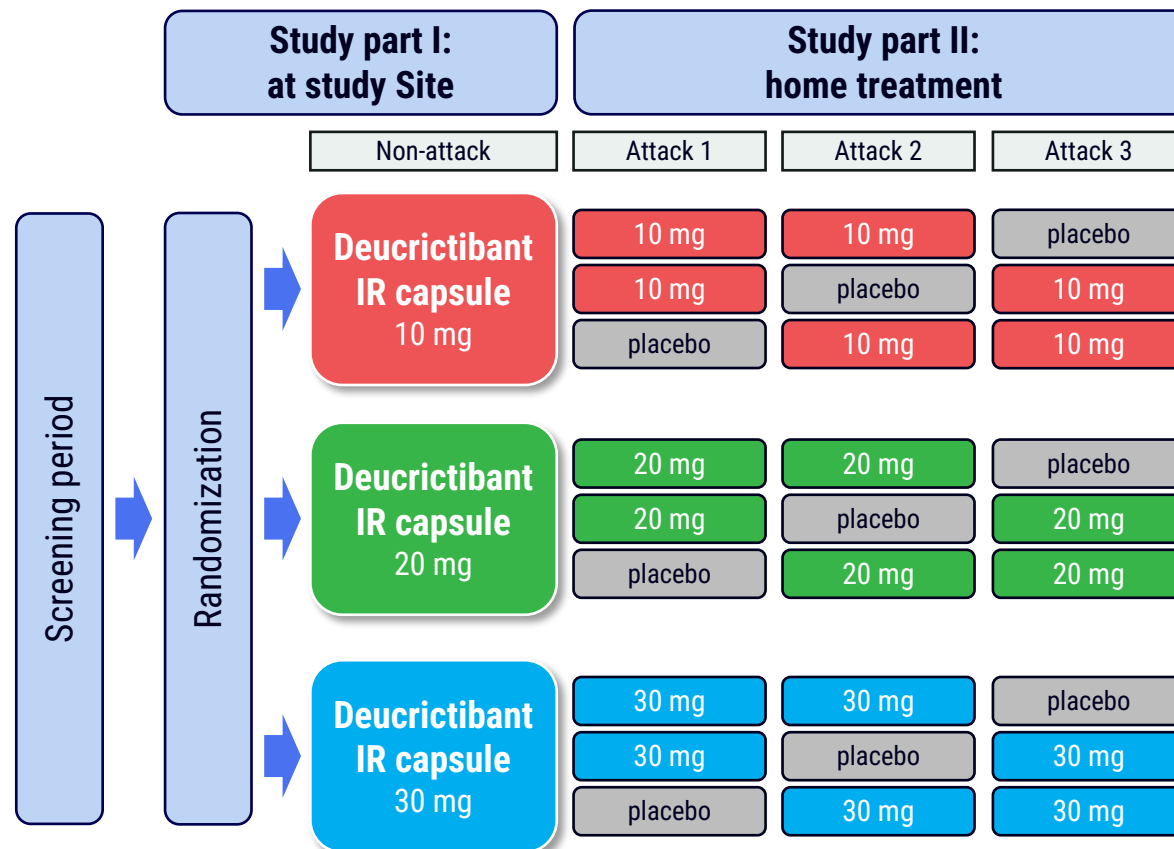 Study part I:
at study Site
Study part II:
home treatment
Non-attack
Attack 1
Attack 2
Attack 3
Screening period
Randomization
Deucrictibant
IR capsule
10 mg
10 mg
10 mg
placebo
10 mg
placebo
10 mg
placebo
10 mg
10 mg
Deucrictibant
IR capsule
20 mg
20 mg
20 mg
placebo
20 mg
placebo
20 mg
placebo
20 mg
20 mg
Deucrictibant
IR capsule
30 mg
30 mg
30 mg
placebo
30 mg
placebo
30 mg
placebo
30 mg
30 mg